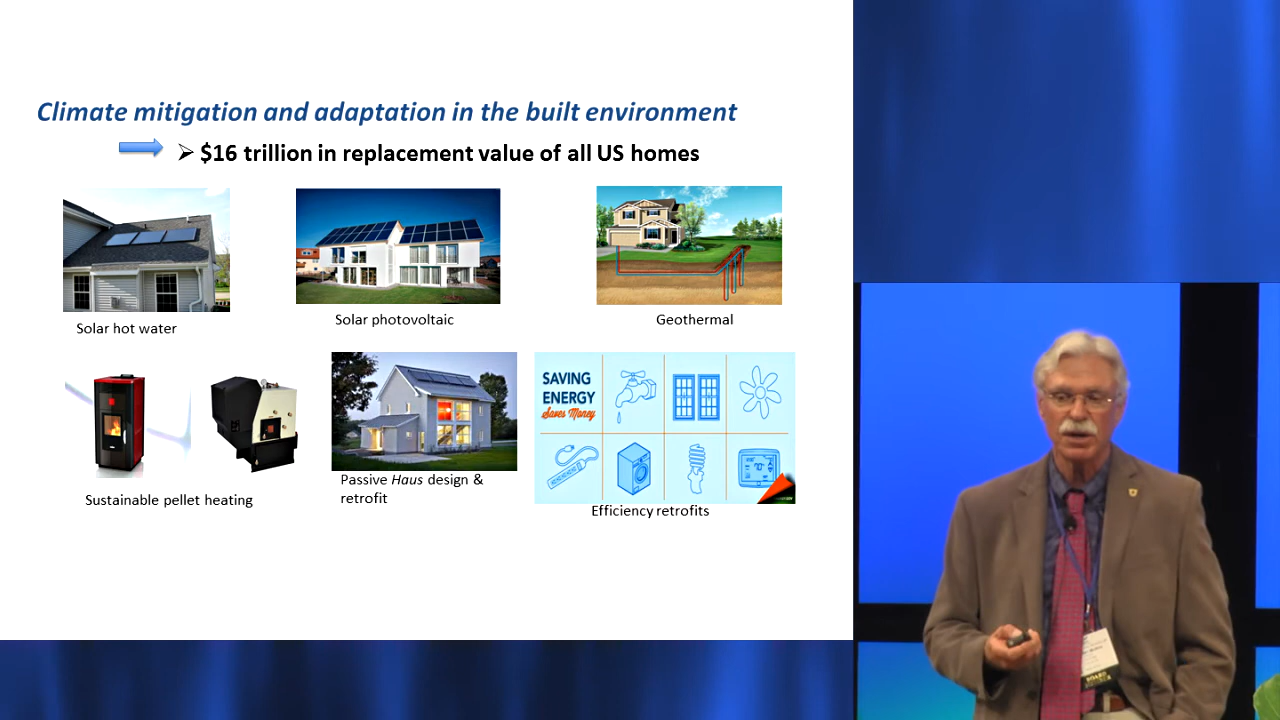 Climate mitigation and adaptation in the built environment
➢ $16 trillion in replacement value of all US homes
Solar hot water
Solar photovoltaic
Geothermal
SAVING
ENERGY
Saves Money
Sustainable pellet heating
Passive Haus design &
retrofit
Efficiency retrofits